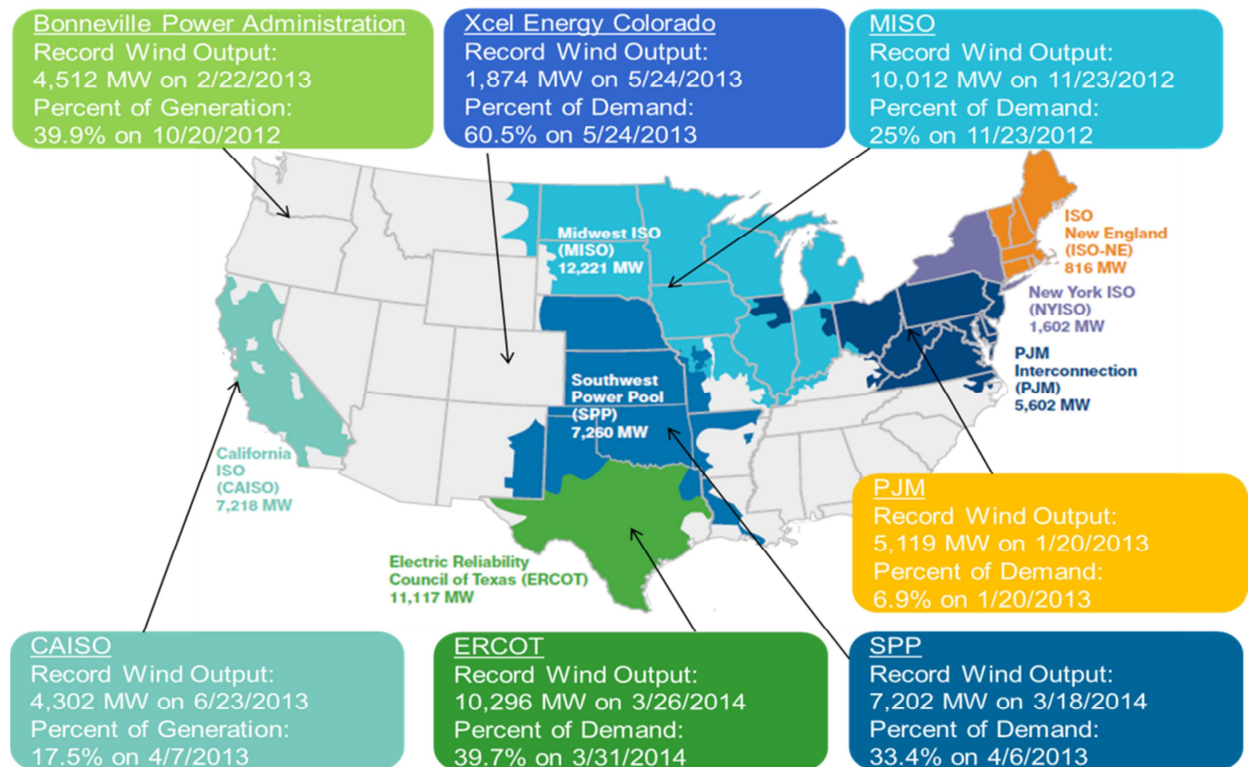 Bonneville Power Administration
Record Wind Output:
4,512 MW on 2/22/2013
Percent of Generation:
39.9% on 10/20/2012
Xcel Energy Colorado
Record Wind Output:
1,874 MW on 5/24/2013
Percent of Demand:
60.5% on 5/24/2013
MISO
Record Wind Output:
10,012 MW on 11/23/2012
Percent of Demand:
25% on 11/23/2012
Midwest ISO
(MISO)
12,221 MW
ISO
New England
(ISO-NE)
816 MW
New York ISO
(NYISO)
1,602 MW
PJM
Interconnection
(PJM)
5,602 MW
Southwest
Power Pool
(SPP)
7,260 MW
California
ISO
(CAISO)
7,218 MW
Electric Reliability
Council of Texas (ERCOT)
11,117 MW
PJM
Record Wind Output:
5,119 MW on 1/20/2013
Percent of Demand:
6.9% on 1/20/2013
CAISO
Record Wind Output:
4,302 MW on 6/23/2013
Percent of Generation:
17.5% on 4/7/2013
ERCOT
Record Wind Output:
10,296 MW on 3/26/2014
Percent of Demand:
39.7% on 3/31/2014
SPP
Record Wind Output:
7,202 MW on 3/18/2014
Percent of Demand:
33.4% on 4/6/2013